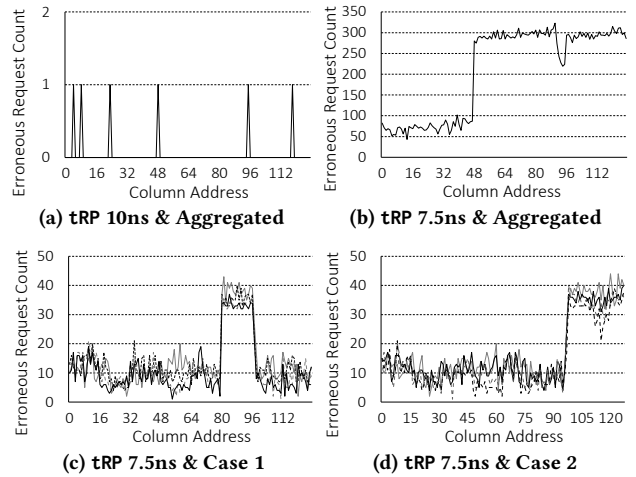 Erroneous Request Count
2
1
0
0 16 32 48 64 80 96 112
Column Address
(a) tRP 10ns & Aggregated
Erroneous Request Count
350
300
250
200
150
100
50
0
0 16 32 48 64 80 96 112
Column Address
(b) tRP 7.5ns & Aggregated
Erroneous Request Count
50
40
30
20
10
0
0 16 32 48 64 80 96 112
Column Address
(c) tRP 7.5ns & Case 1
Erroneous Request Count
50
40
30
20
10
0
0 15 30 45 60 75 90 105 120
Column Address
(d) tRP 7.5ns & Case 2